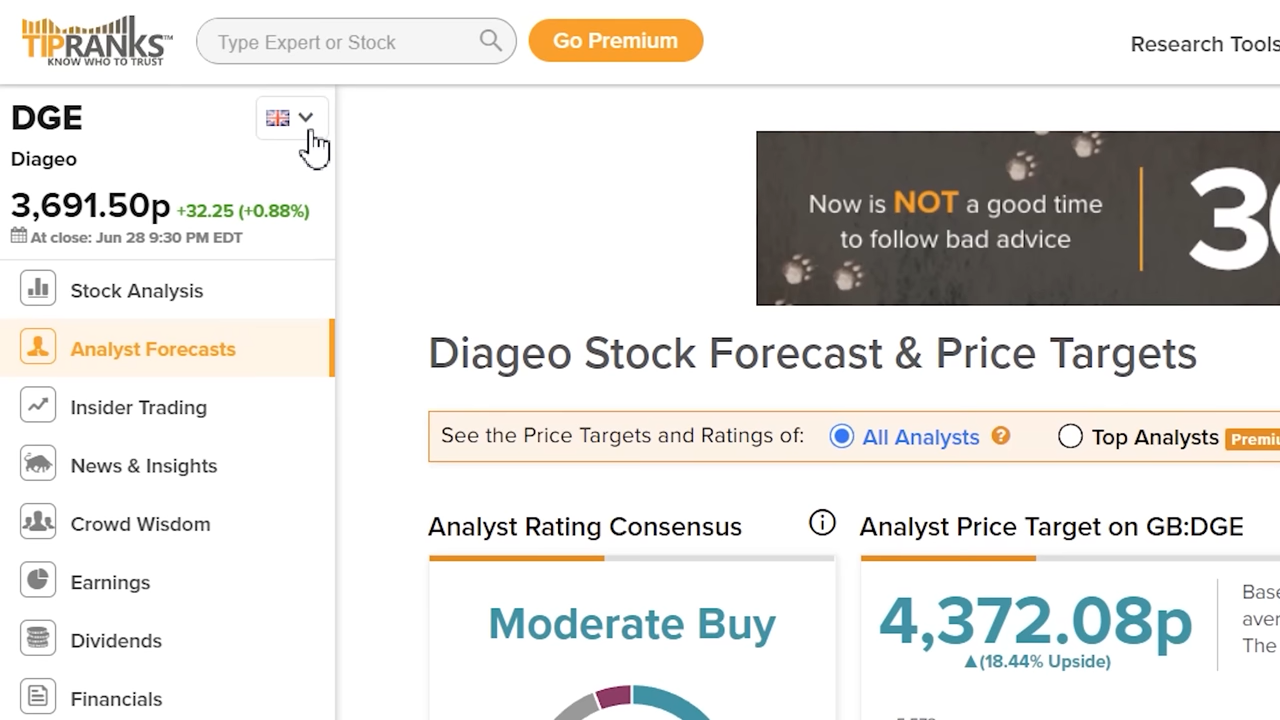 TIPRANKS™
KNOW WHO TO TRUST
Type Expert or Stock
Go Premium
Research Tools
DGE
Diageo
3,691.50p +32.25 (+0.88%)
At close: Jun 28 9:30 PM EDT
Stock Analysis
Analyst Forecasts
Insider Trading
News & Insights
Crowd Wisdom
Earnings
Dividends
Financials
Now is NOT a good time
to follow bad advice
Diageo Stock Forecast & Price Targets
See the Price Targets and Ratings of: All Analysts ? Top Analysts
Analyst Rating Consensus
Moderate Buy
Analyst Price Target on GB:DGE
4,372.08p
▲(18.44% Upside)
The